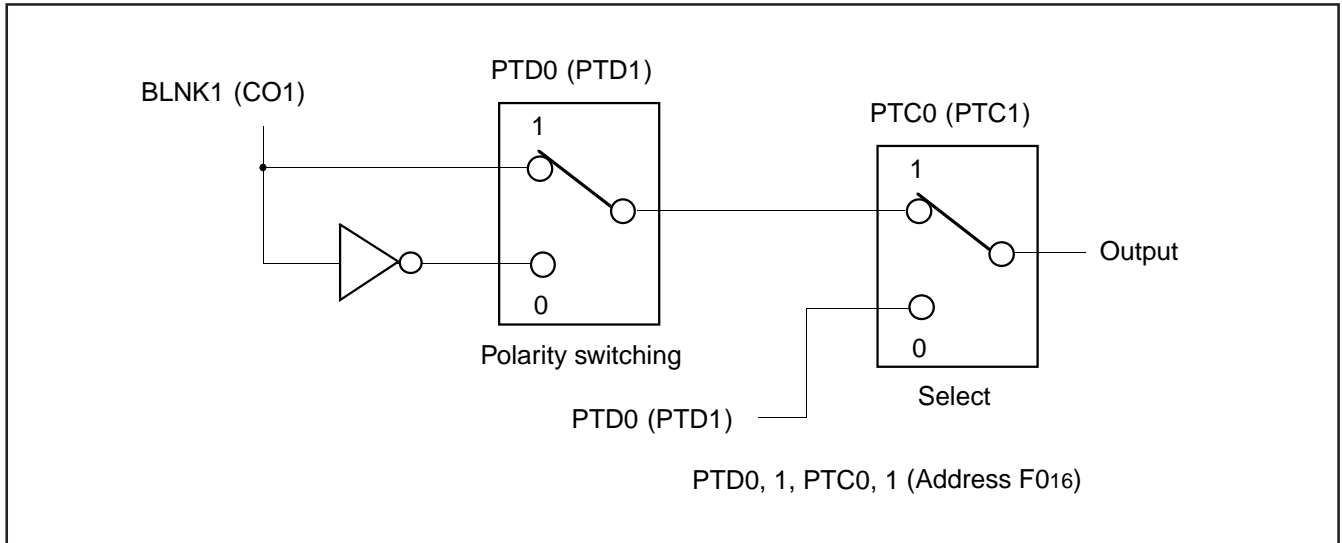 BLNK1 (CO1)
PTD0 (PTD1)
1
0
Polarity switching
PTC0 (PTC1)
1
0
Select
Output
PTD0 (PTD1)
PTD0, 1, PTC0, 1 (Address F016)